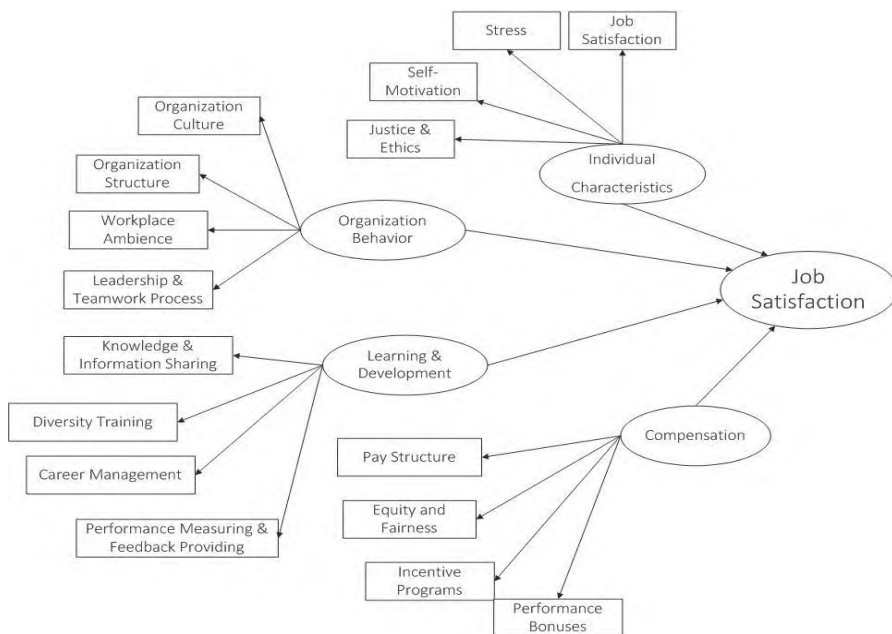 Stress
Job
Satisfaction
Self-
Motivation
Justice &
Ethics
Individual
Characteristics
Organization
Culture
Organization
Structure
Workplace
Ambience
Leadership &
Teamwork Process
Organization
Behavior
Job
Satisfaction
Knowledge &
Information Sharing
Learning &
Development
Diversity Training
Career Management
Performance Measuring &
Feedback Providing
Compensation
Pay Structure
Equity and
Fairness
Incentive
Programs
Performance
Bonuses